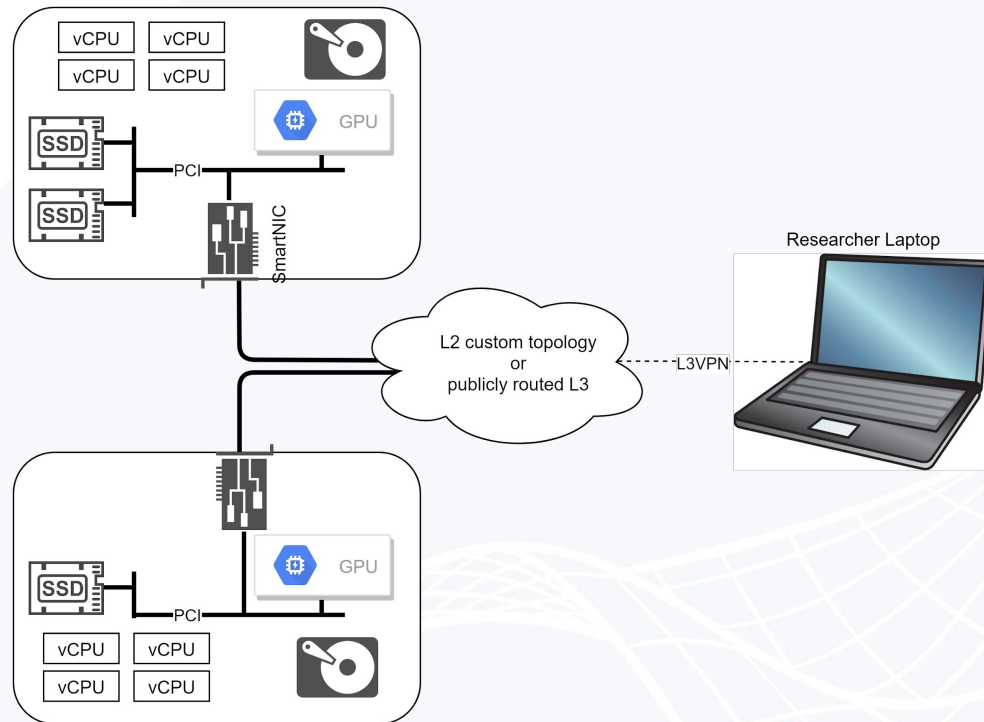 vCPU vCPU
vCPU vCPU
GPU
SSD
PCI
SSD
SmartNIC
Researcher Laptop
L2 custom topology
or
publicly routed L3
L3VPN
GPU
SSD
PCI
vCPU vCPU
vCPU vCPU